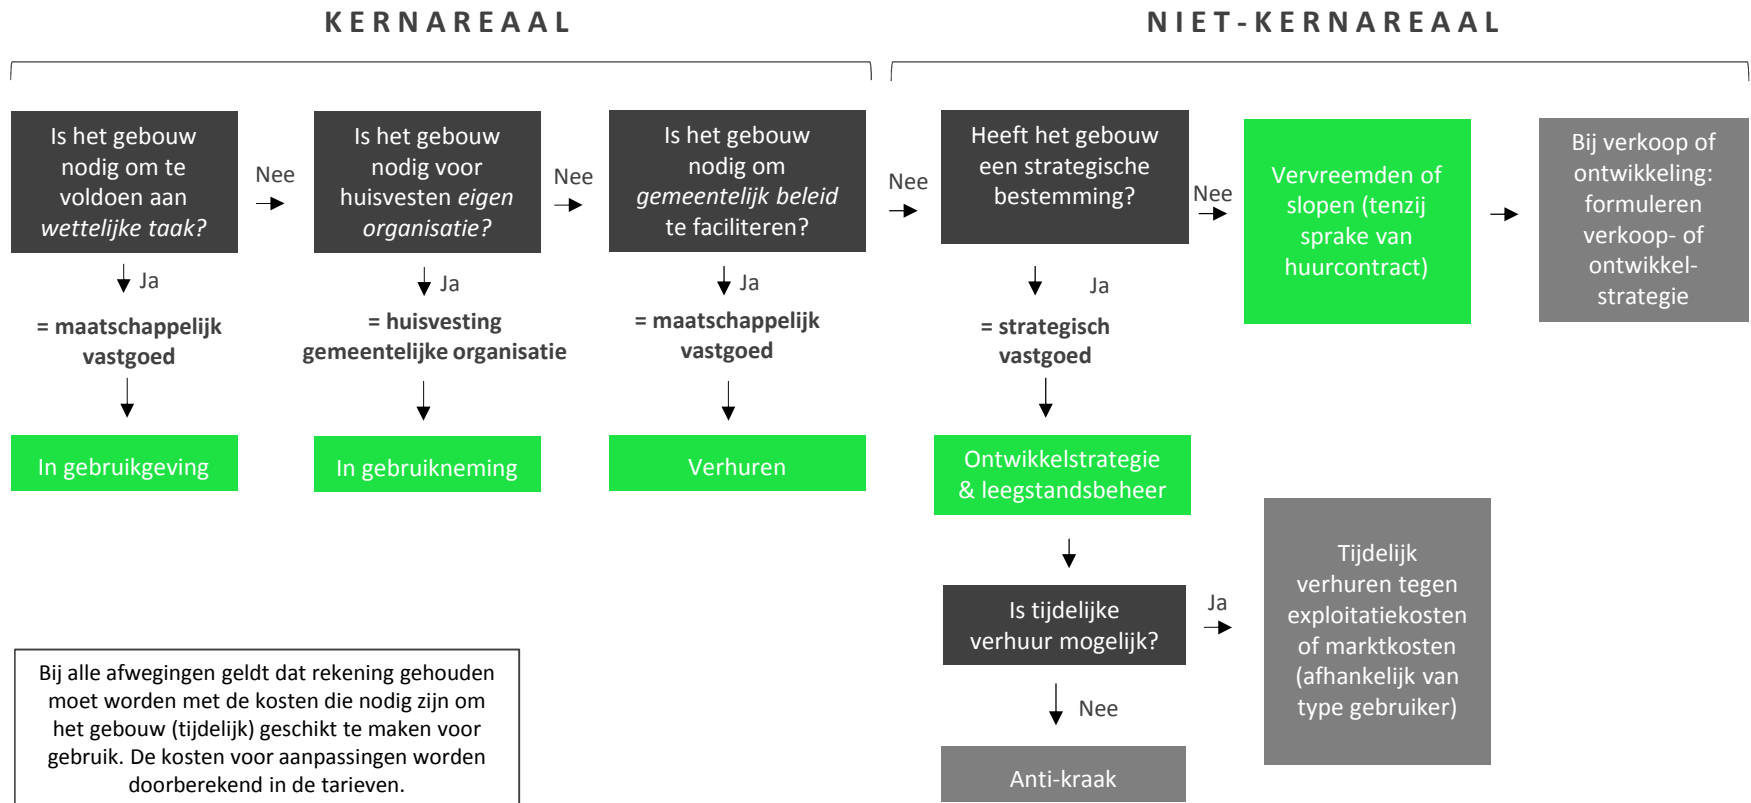 KERNAREAAL
NIET-KERNAREAAL
Is het gebouw
nodig om te
voldoen aan
wettelijke taak?
Nee
Is het gebouw
nodig voor
huisvesten eigen
organisatie?
Nee
Is het gebouw
nodig om
gemeentelijk beleid
te faciliteren?
Nee
Heeft het gebouw
een strategische
bestemming?
Nee
Vervreemden of
slopen (tenzij
sprake van
huurcontract)
Bij verkoop of
ontwikkeling:
formuleren
verkoop- of
ontwikkel-
strategie
Ja
Ja
Ja
Ja
= maatschappelijk
vastgoed
= huisvesting
gemeentelijke organisatie
= maatschappelijk
vastgoed
= strategisch
vastgoed
In gebruikgeving
In gebruikneming
Verhuren
Ontwikkelstrategie
& leegstandsbeheer
Is tijdelijke
verhuur mogelijk?
Ja
Tijdelijk
verhuren tegen
exploitatiekosten
of marktkosten
(afhankelijk van
type gebruiker)
Nee
Anti-kraak
Bij alle afwegingen geldt dat rekening gehouden
moet worden met de kosten die nodig zijn om
het gebouw (tijdelijk) geschikt te maken voor
gebruik. De kosten voor aanpassingen worden
doorberekend in de tarieven.